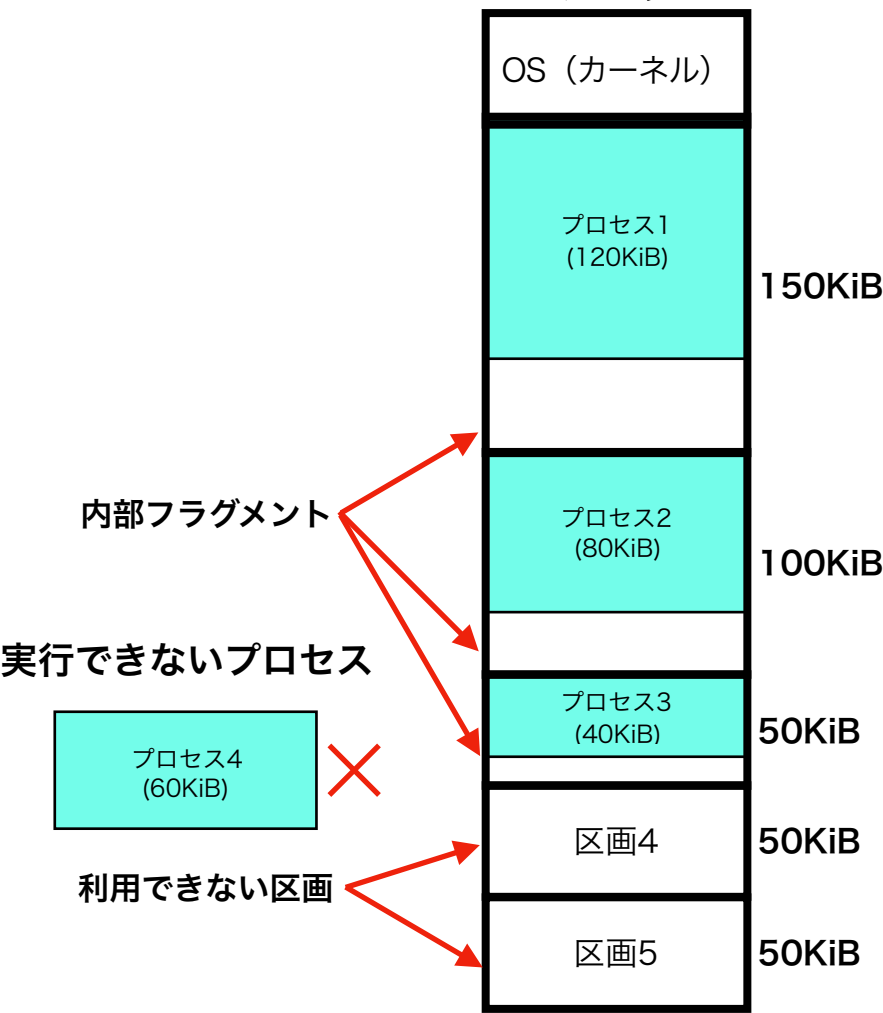 OS（カーネル）
プロセス1
(120KiB)
150KiB
内部フラグメント
プロセス2
(80KiB)
100KiB
実行できないプロセス
プロセス3
(40KiB)
50KiB
プロセス4
(60KiB)
区画4
50KiB
利用できない区画
区画5
50KiB